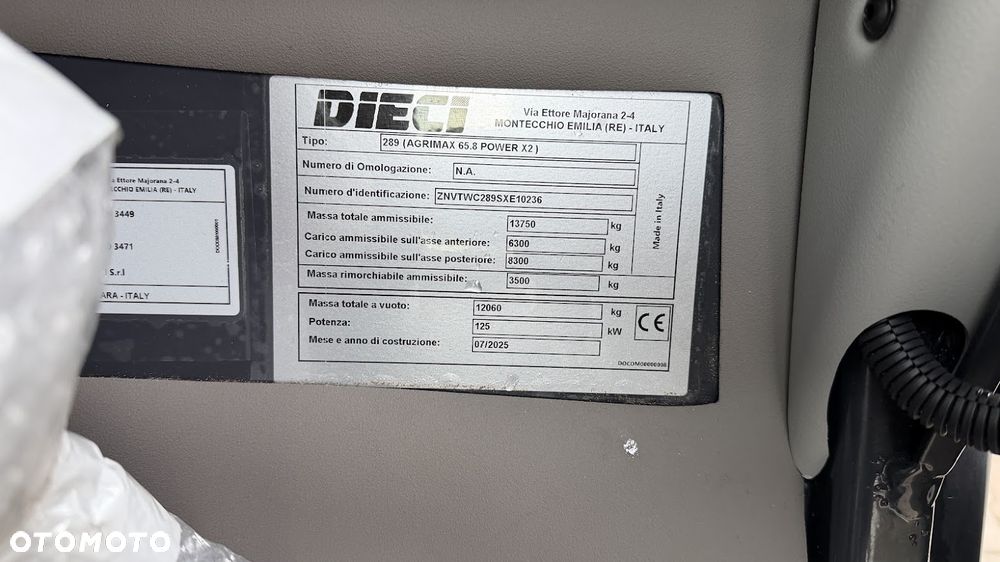 DIECI
Via Ettore Majorana 2-4
MONTECCHIO EMILIA (RE) - ITALY
Tipo: 289 ( AGRIMAX 65.8 POWER X2 )
Numero di Omologazione: N.A.
Numero d'identificazione: ZNVTWC289SXE10236
Massa totale ammissibile: 13750 kg
Carico ammissibile sull'asse anteriore: 6300 kg
Carico ammissibile sull'asse posteriore: 8300 kg
Massa rimorchiabile ammissibile: 3500 kg
Made in Italy
Massa totale a vuoto: 12060 kg
Potenza: 125 kW
Mese e anno di costruzione: 07/2025
CE
Ettore Majorana 2-4
EMILIA (RE) - ITALY
3449
3471
S.r.l
- ITALY
OTOMOTO